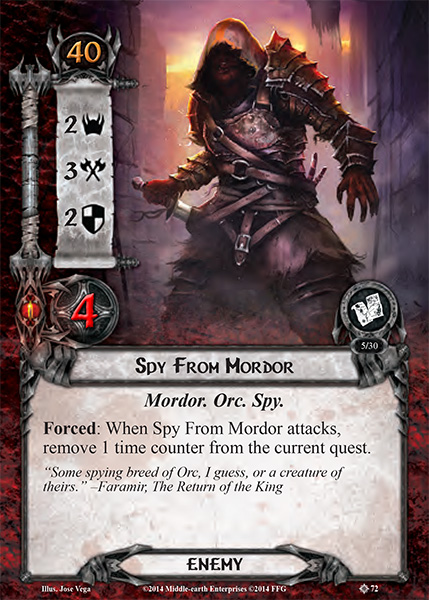 40
2
3
2
4
5/30
Spy From Mordor
Mordor. Orc. Spy.
Forced: When Spy From Mordor attacks,
remove 1 time counter from the current quest.
“Some spying breed of Orc, I guess, or a creature of
theirs.” –Faramir, The Return of the King
ENEMY
Illus. Jose Vega ©2014 Middle-earth Enterprises ©2014 FFG 72